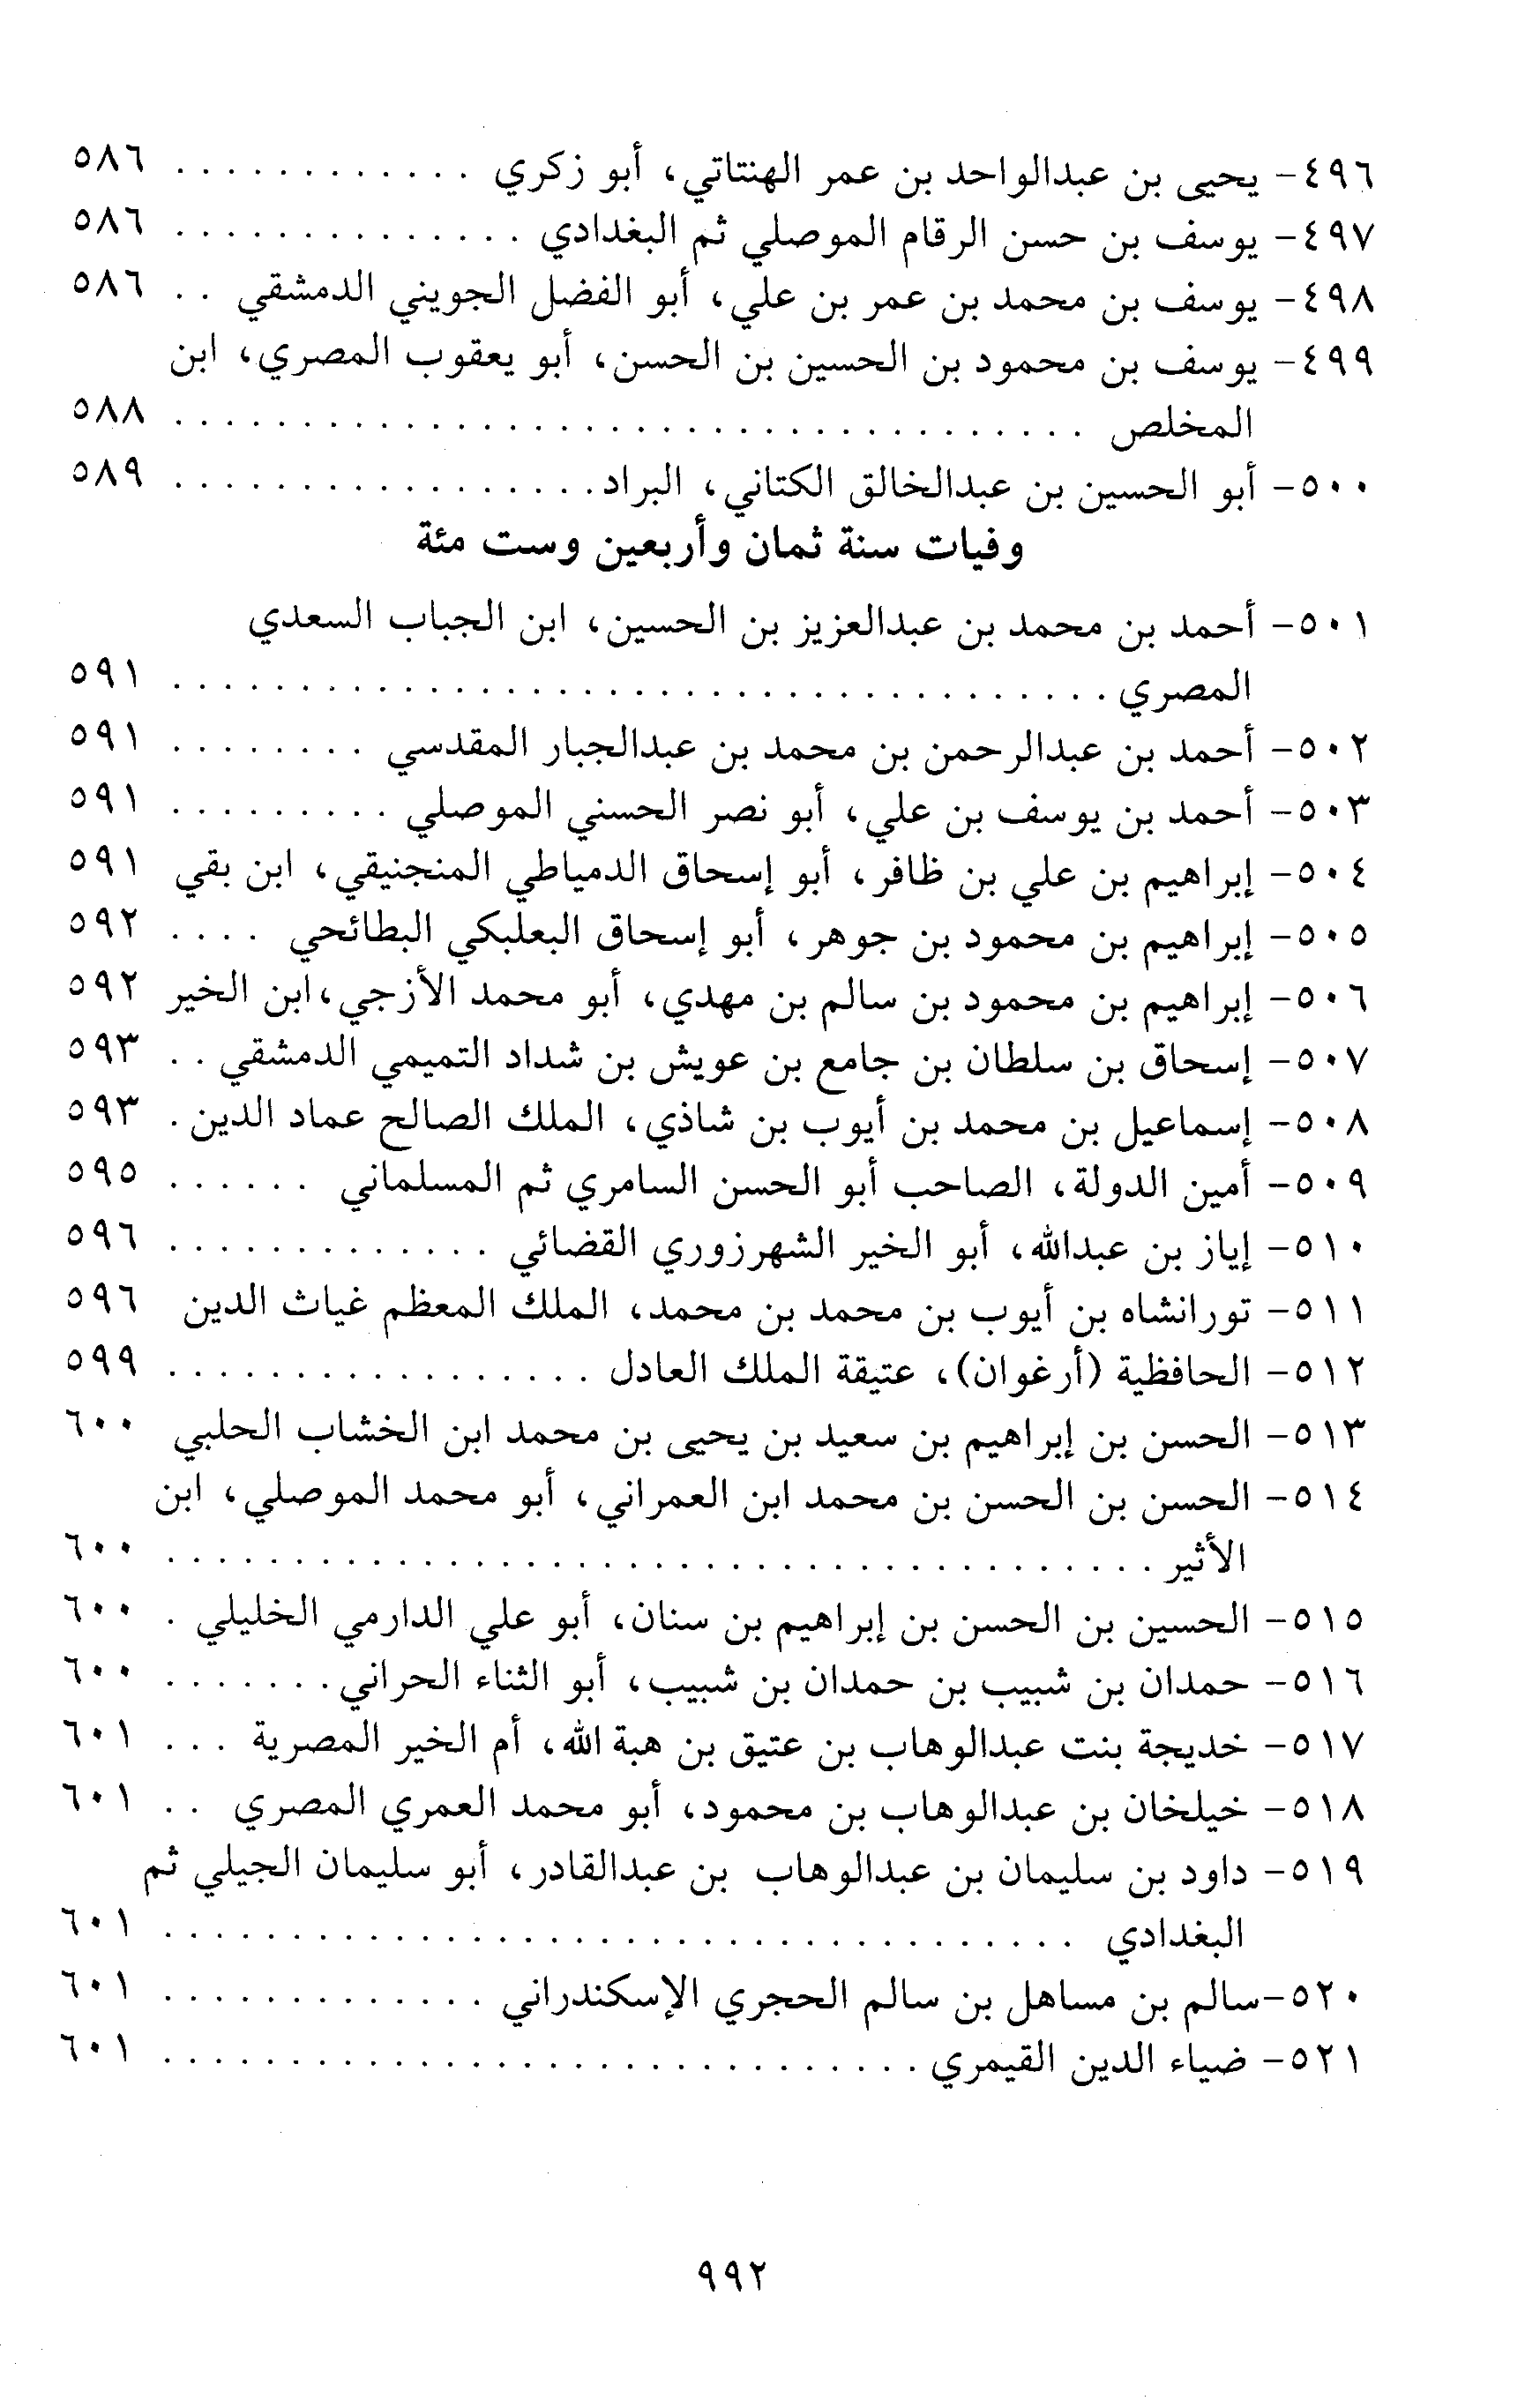 ٤٩٦- يحيى بن عبدالواحد بن عمر الهنتاتي، أبو زكري . . . . . . . . . . . . ٥٨٦
٤٩٧- يوسف بن حسن الرقام الموصلي ثم البغدادي . . . . . . . . . . . . . . ٥٨٦
٤٩٨- يوسف بن محمد بن عمر بن علي، أبو الفضل الجويني الدمشقي . . ٥٨٦
٤٩٩- يوسف بن محمود بن الحسين بن الحسن، أبو يعقوب المصري، ابن
المخلص . . . . . . . . . . . . . . . . . . . . . . . . . . . . . . . . . . . . ٥٨٨
٥٠٠- أبو الحسين بن عبدالخالق الكتاني، البراد. . . . . . . . . . . . . . . . . ٥٨٩
وفيات سنة ثمان وأربعين وست مئة
٥٠١- أحمد بن محمد بن عبدالعزيز بن الحسين، ابن الجباب السعدي
المصري . . . . . . . . . . . . . . . . . . . . . . . . . . . . . . . . . . . . . ٥٩١
٥٠٢- أحمد بن عبدالرحمن بن محمد بن عبدالجبار المقدسي . . . . . . . . ٥٩١
٥٠٣- أحمد بن يوسف بن علي، أبو نصر الحسني الموصلي . . . . . . . . . ٥٩١
٥٠٤- إبراهيم بن علي بن ظافر، أبو إسحاق الدمياطي المنجنيقي، ابن بقي ٥٩١
٥٠٥- إبراهيم بن محمود بن جوهر، أبو إسحاق البعلبكي البطائحي . . . . ٥٩٢
٥٠٦- إبراهيم بن محمود بن سالم بن مهدي، أبو محمد الأزجي،ابن الخير ٥٩٢
٥٠٧- إسحاق بن سلطان بن جامع بن عويش بن شداد التميمي الدمشقي . . ٥٩٣
٥٠٨- إسماعيل بن محمد بن أيوب بن شاذي، الملك الصالح عماد الدين . ٥٩٣
٥٠٩- أمين الدولة، الصاحب أبو الحسن السامري ثم المسلماني . . . . . . ٥٩٥
٥١٠- إياز بن عبدالله، أبو الخير الشهرزوري القضائي . . . . . . . . . . . . . ٥٩٦
٥١١- تورانشاه بن أيوب بن محمد بن محمد، الملك المعظم غياث الدين ٥٩٦
٥١٢- الحافظية (أرغوان)، عتيقة الملك العادل . . . . . . . . . . . . . . . . . ٥٩٩
٥١٣- الحسن بن إبراهيم بن سعيد بن يحيى بن محمد ابن الخشاب الحلبي ٦٠٠
٥١٤- الحسن بن الحسن بن محمد ابن العمراني، أبو محمد الموصلي، ابن
الأثير . . . . . . . . . . . . . . . . . . . . . . . . . . . . . . . . . . . . . . . ٦٠٠
٥١٥- الحسين بن الحسن بن إبراهيم بن سنان، أبو علي الدارمي الخليلي . ٦٠٠
٥١٦- حمدان بن شبيب بن حمدان بن شبيب، أبو الثناء الحراني. . . . . . . ٦٠٠
٥١٧- خديجة بنت عبدالوهاب بن عتيق بن هبة الله، أم الخير المصرية . . . ٦٠١
٥١٨- خيلخان بن عبدالوهاب بن محمود، أبو محمد العمري المصري . . ٦٠١
٥١٩- داود بن سليمان بن عبدالوهاب بن عبدالقادر، أبو سليمان الجيلي ثم
البغدادي . . . . . . . . . . . . . . . . . . . . . . . . . . . . . . . . . . . . ٦٠١
٥٢٠-سالم بن مساهل بن سالم الحجري الإسكندراني . . . . . . . . . . . . . ٦٠١
٥٢١- ضياء الدين القيمري . . . . . . . . . . . . . . . . . . . . . . . . . . . . . . ٦٠١
٩٩٢